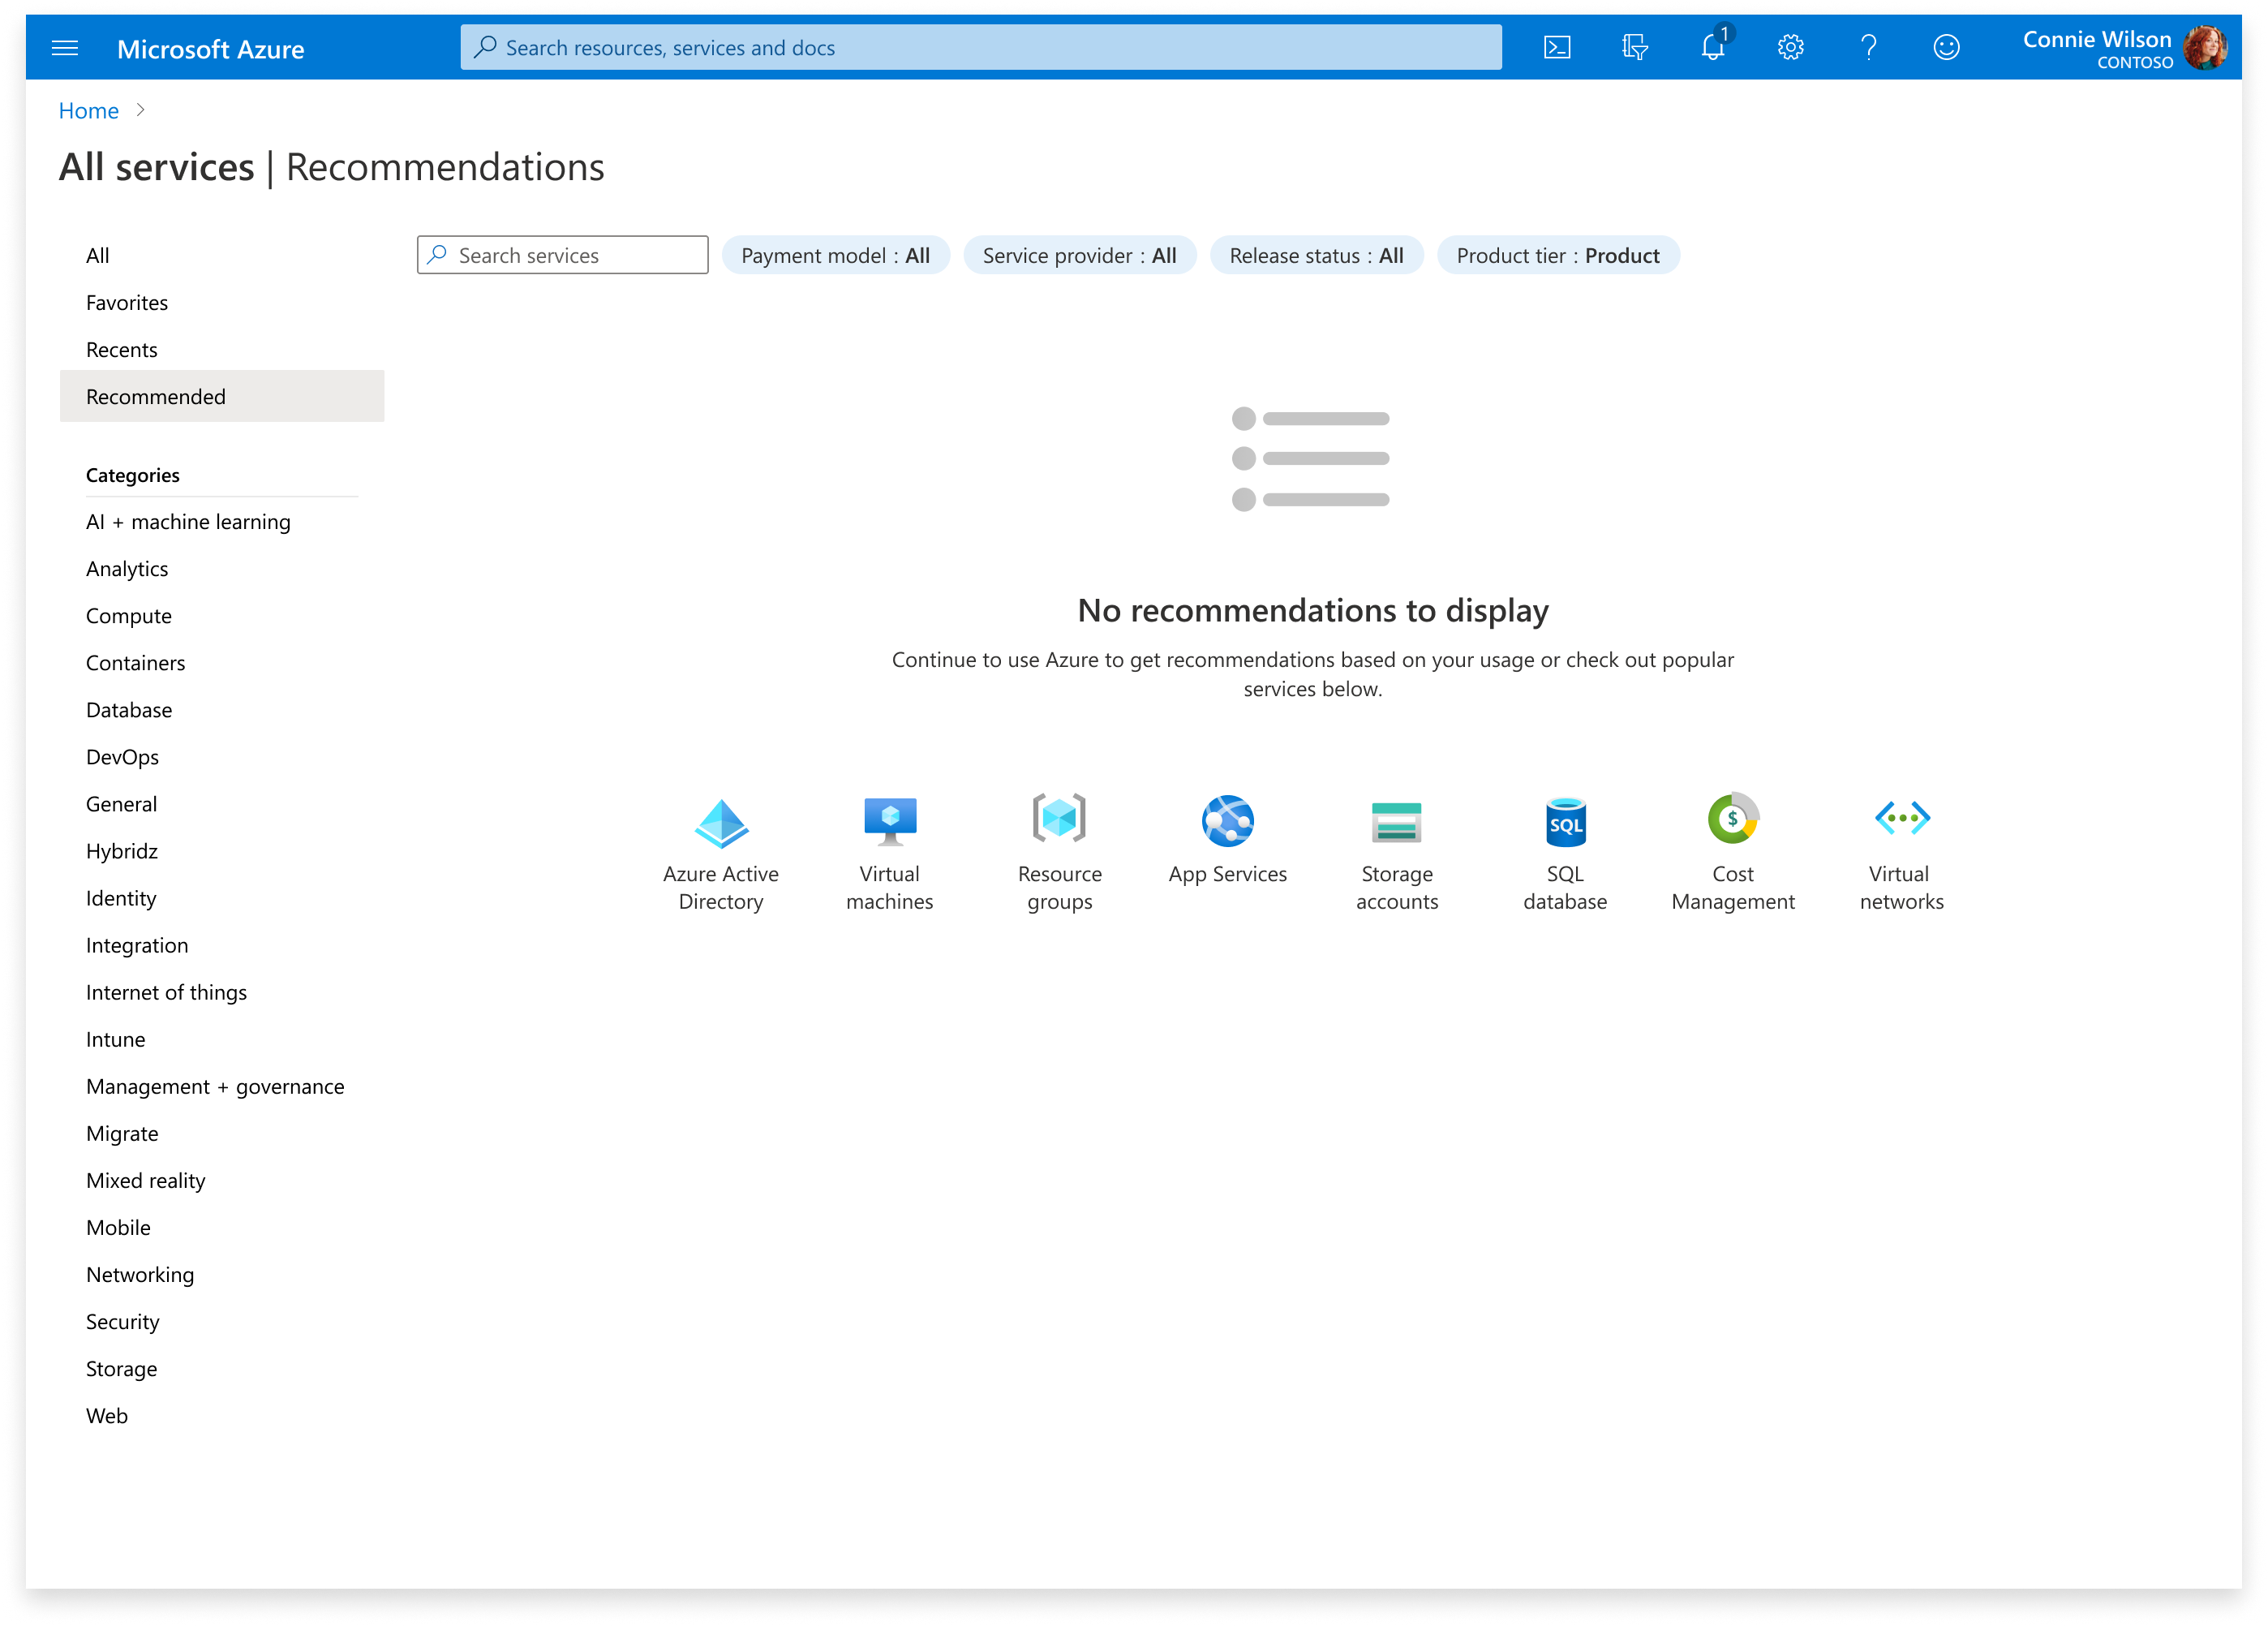 Microsoft Azure
Search resources, services and docs
1
Connie Wilson
CONTOSO
Home
All services | Recommendations
All
Favorites
Recents
Recommended
Categories
AI + machine learning
Analytics
Compute
Containers
Database
DevOps
General
Hybridz
Identity
Integration
Internet of things
Intune
Management + governance
Migrate
Mixed reality
Mobile
Networking
Security
Storage
Web
Search services
Payment model : All
Service provider : All
Release status : All
Product tier : Product
No recommendations to display
Continue to use Azure to get recommendations based on your usage or check out popular
services below.
Azure Active
Directory
Virtual
machines
Resource
groups
App Services
Storage
accounts
SQL
SQL
database
$
Cost
Management
Virtual
networks